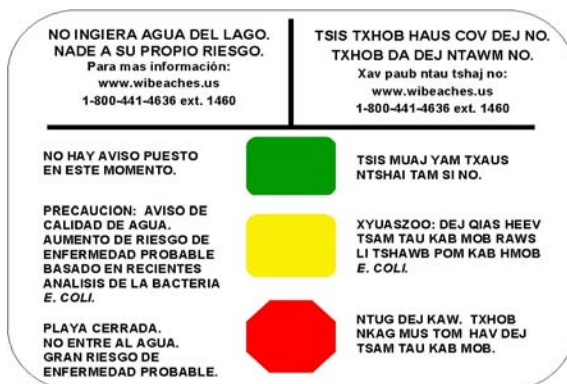 NO INGIERA AGUA DEL LAGO.
NADE A SU PROPIO RIESGO.
Para mas información:
www.wibeaches.us
1-800-441-4636 ext. 1460
TSIS TXHOB HAUS COV DEJ NO.
TXHOB DA DEJ NTAWM NO.
Xav paub ntau tshaj no:
www.wibeaches.us
1-800-441-4636 ext. 1460
NO HAY AVISO PUESTO
EN ESTE MOMENTO.
TSIS MUAJ YAM TXAUS
NTSHAI TAM SI NO.
PRECAUCION: AVISO DE
CALIDAD DE AGUA.
AUMENTO DE RIESGO DE
ENFERMEDAD PROBABLE
BASADO EN RECIENTES
ANALISIS DE LA BACTERIA
E. COLI.
XYUASZOO: DEJ QIAS HEEV
TSAM TAU KAB MOB RAWS
LI TSHAWB POM KAB HMOB
E. COLI.
PLAYA CERRADA.
NO ENTRE AL AGUA.
GRAN RIESGO DE
ENFERMEDAD PROBABLE.
NTUG DEJ KAW. TXHOB
NKAG MUS TOM HAV DEJ
TSAM TAU KAB MOB.